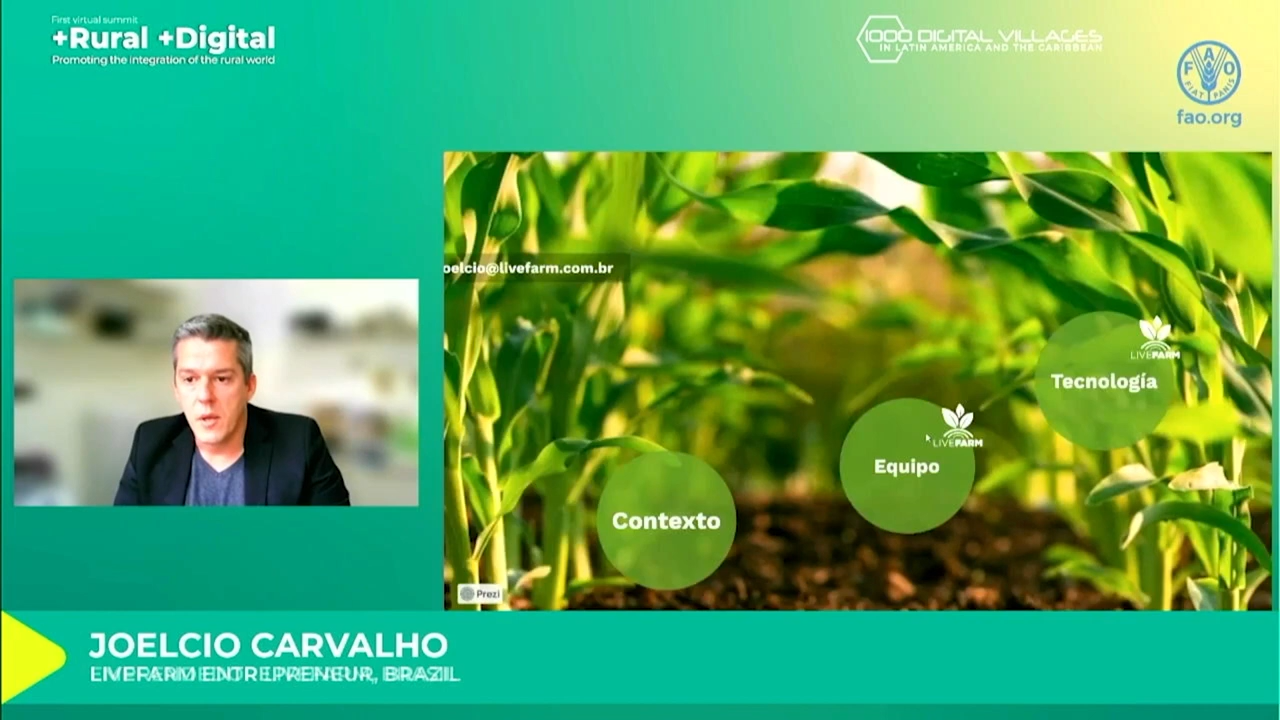 First virtual summit
+Rural +Digital
Promoting the integration of the rural world
1000 DIGITAL VILLAGES
IN LATIN AMERICA AND THE CARIBBEAN
F A O
FIAT PANIS
fao.org
oelcio@livefarm.com.br
LIVEFARM
Tecnología
LIVEFARM
Equipo
Contexto
Prezi
JOELCIO CARVALHO
LIVEFARM ENTREPRENEUR, BRAZIL